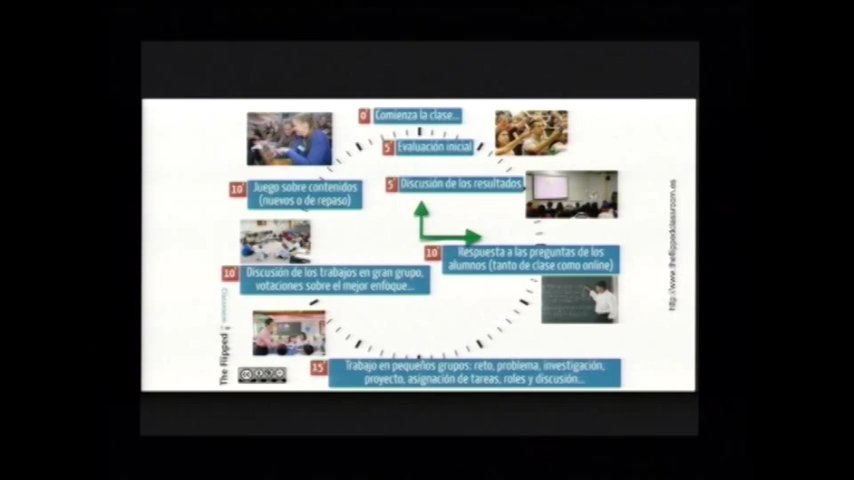 0' Comienza la clase...
5' Evaluación inicial
5' Discusión de los resultados
10' Respuesta a las preguntas de los
alumnos (tanto de clase como online)
15' Trabajo en pequeños grupos: reto, problema, investigación,
proyecto, asignación de tareas, roles y discusión...
10' Discusión de los trabajos en gran grupo,
votaciones sobre el mejor enfoque...
10' Juego sobre contenidos
(nuevos o de repaso)
The Flipped
Classroom
http://www.theflippedclassroom.es